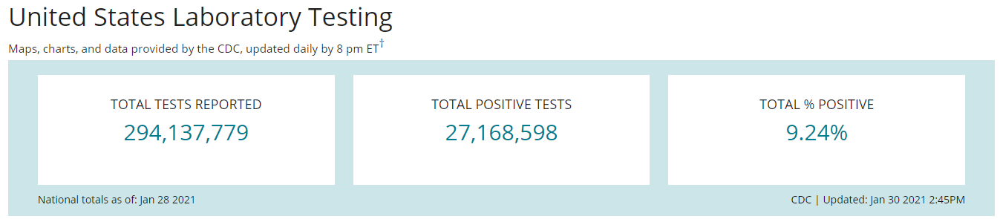 United States Laboratory Testing
Maps, charts, and data provided by the CDC, updated daily by 8 pm ET†
TOTAL TESTS REPORTED
294,137,779
TOTAL POSITIVE TESTS
27,168,598
TOTAL % POSITIVE
9.24%
National totals as of: Jan 28 2021
CDC | Updated: Jan 30 2021 2:45PM